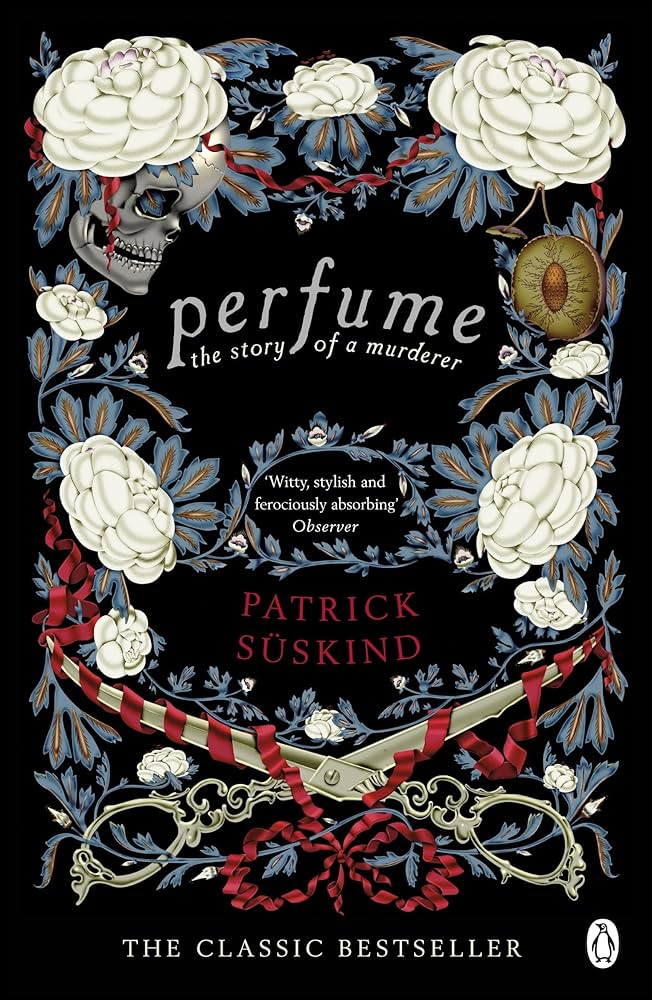 perfume
the story of a murderer
‘Witty, stylish and
ferociously absorbing’
Observer
PATRICK
SÜSKIND
THE CLASSIC BESTSELLER